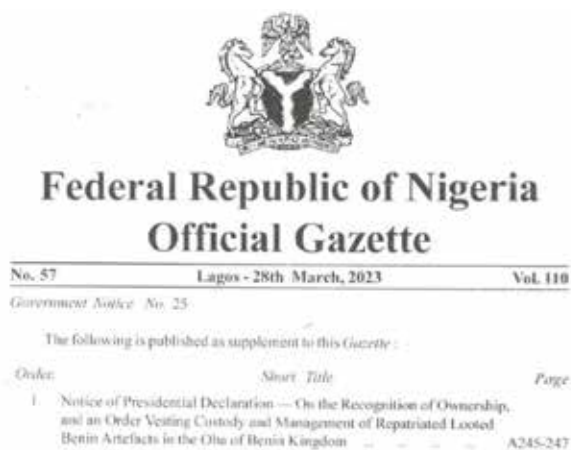 Federal Republic of Nigeria
Official Gazette
No. 57 Lagos - 28th March, 2023 Vol. 110
Government Notice No. 25
The following is published as supplement to this Gazette :
Order Short Title Page
1 Notice of Presidential Declaration — On the Recognition of Ownership,
and an Order Vesting Custody and Management of Repatriated Looted
Benin Artefacts in the Oba of Benin Kingdom A245-247